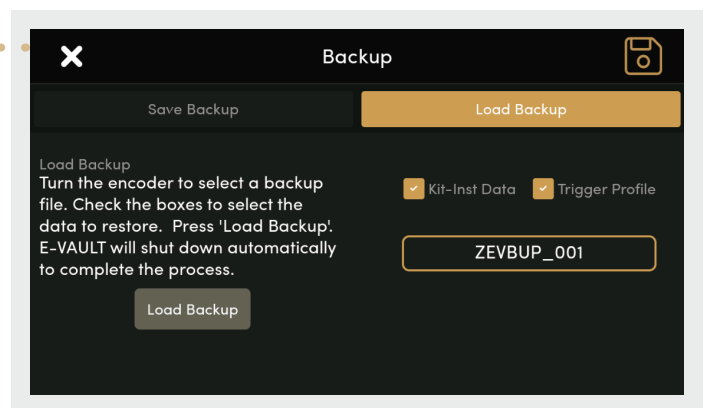 Backup
Save Backup
Load Backup
Load Backup
Turn the encoder to select a backup
file. Check the boxes to select the
data to restore.  Press 'Load Backup'.
E-VAULT will shut down automatically
to complete the process.
Kit-Inst Data
Trigger Profile
ZEVBUP_001
Load Backup